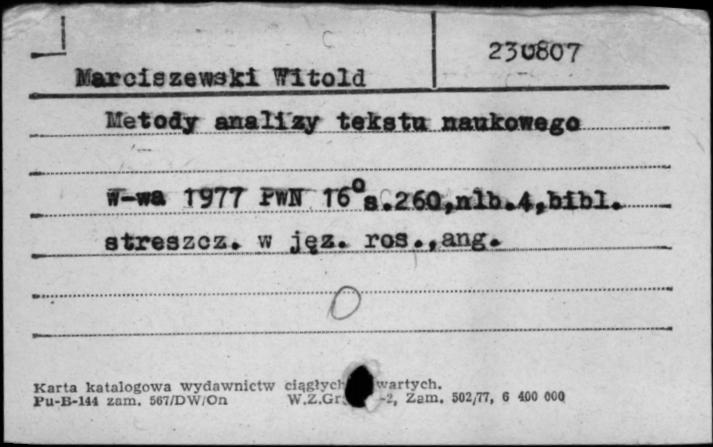 230807
Marciszewski Witold
Metody analizy tekstu naukowego
W-wa 1977 PWN 16° s.260,nlb.4,bibl.
streszcz. w jęz. ros.,ang.
Karta katalogowa wydawnictw ciągłych wartych.
Pu-B-144 zam. 567/DW/On W.Z.Gr. -2, Zam. 502/77, 6 400 000